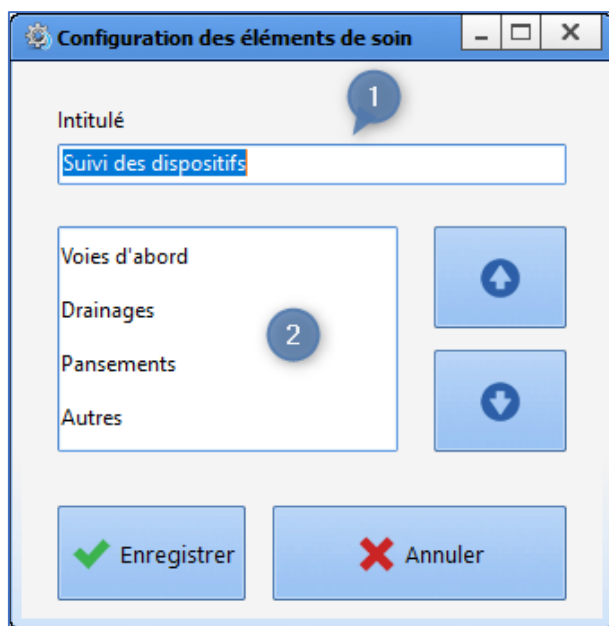 Configuration des éléments de soin
1
Intitulé
Suivi des dispositifs
Voies d'abord
Drainages
2
Pansements
Autres
Enregistrer
Annuler